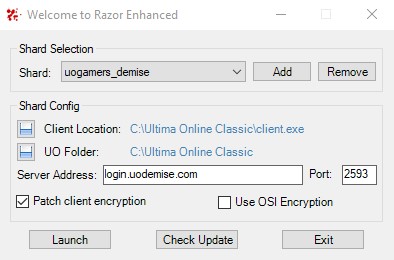 Welcome to Razor Enhanced
Shard Selection
Shard: uogamers_demise Add Remove
Shard Config
Client Location: C:\Ultima Online Classic\client.exe
UO Folder: C:\Ultima Online Classic
Server Address: login.uodemise.com Port: 2593
Patch client encryption Use OSI Encryption
Launch Check Update Exit